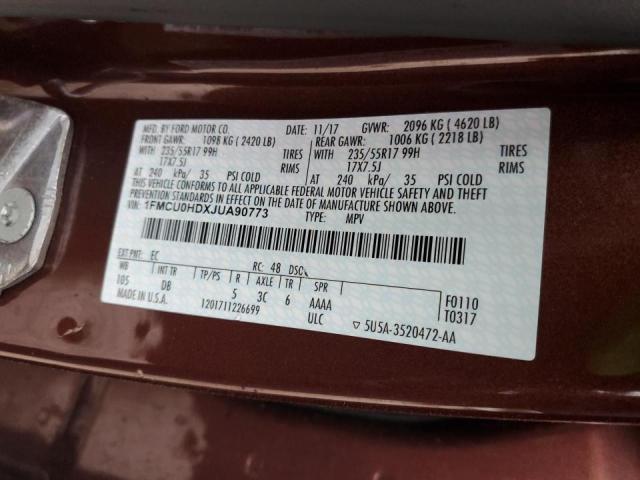 MFD. BY FORD MOTOR CO. DATE: 11/17 GVWR: 2096 KG ( 4620 LB)
FRONT GAWR: 1098 KG ( 2420 LB) REAR GAWR: 1006 KG ( 2218 LB)
WITH 235/55R17 99H TIRES WITH 235/55R17 99H TIRES
17X7.5J RIMS 17X7.5J RIMS
AT 240 kPa/ 35 PSI COLD AT 240 kPa/ 35 PSI COLD
THIS VEHICLE CONFORMS TO ALL APPLICABLE FEDERAL MOTOR VEHICLE SAFETY AND THEFT
PREVENTION STANDARDS IN EFFECT ON THE DATE OF MANUFACTURE SHOWN ABOVE.
VIN: 1FMCU0HDXJUA90773 TYPE: MPV
EXT PNT: EC RC: 48 DSO:
WB INT TR TP/PS R AXLE TR SPR
105 DB 5 3C 6 AAAA F0110
MADE IN U.S.A. 1201711226699 ULC T0317
▽ 5U5A-3520472-AA